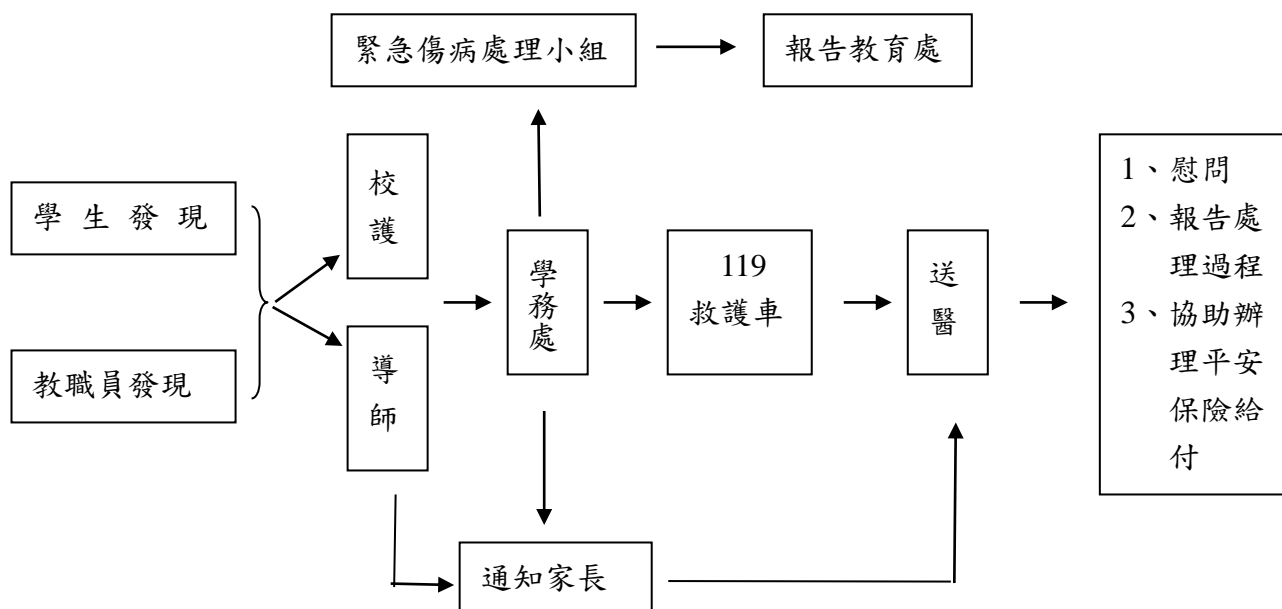 緊急傷病處理小組
報告教育處
學生發現
教職員發現
校
護
導
師
學
務
處
119
救護車
送
醫
通知家長
1、慰問
2、報告處
理過程
3、協助辦
理平安
保險給
付